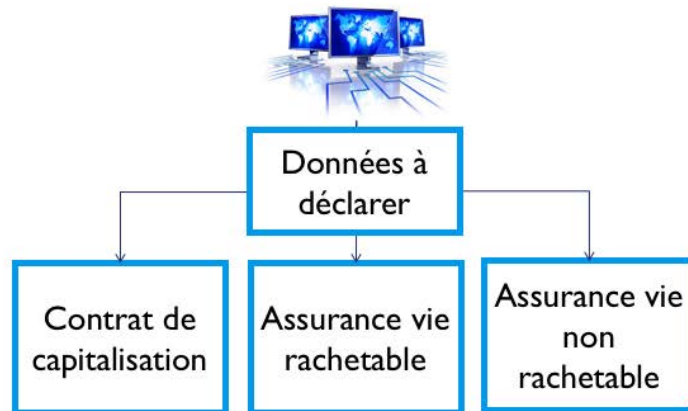 Données à
déclarer
Contrat de
capitalisation
Assurance vie
rachetable
Assurance vie
non
rachetable